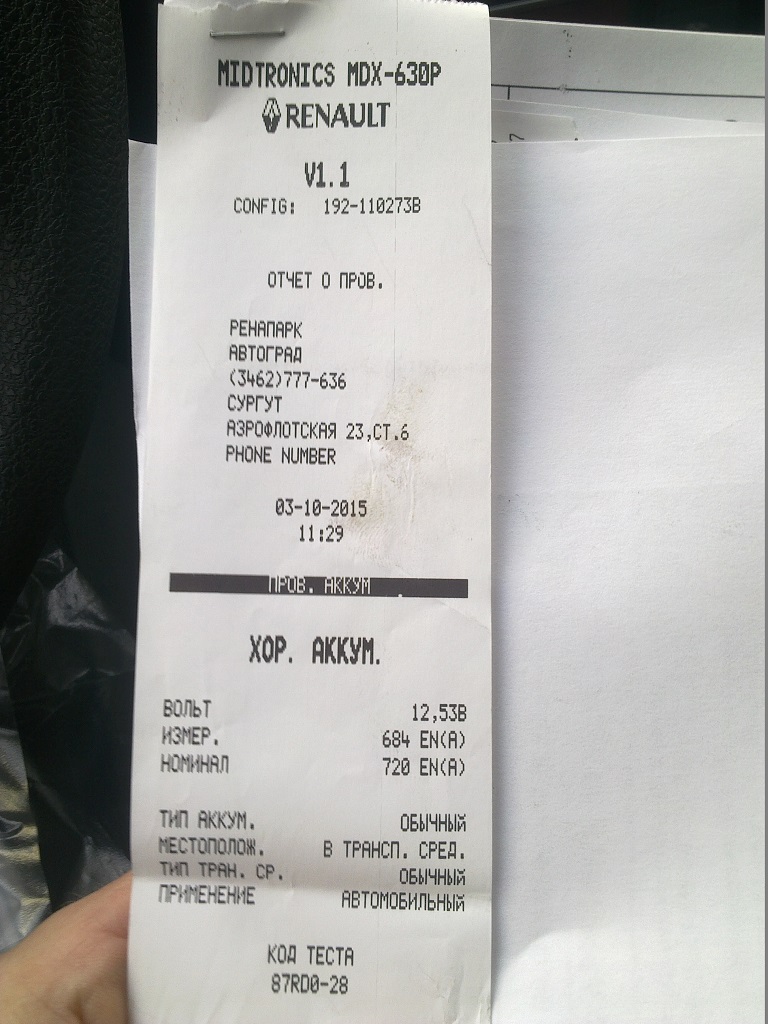 MIDTRONICS MDX-630P
RENAULT
V1.1
CONFIG: 192-110273B
ОТЧЕТ О ПРОВ.
РЕНАПАРК
АВТОГРАД
(3462)777-636
СУРГУТ
АЭРОФЛОТСКАЯ 23,СТ.6
PHONE NUMBER
03-10-2015
11:29
ПРОВ. АККУМ .
ХОР. АККУМ.
ВОЛЬТ 12,53В
ИЗМЕР. 684 EN(A)
НОМИНАЛ 720 EN(A)
ТИП АККУМ. ОБЫЧНЫЙ
МЕСТОПОЛОЖ. В ТРАНСП. СРЕД.
ТИП ТРАН. СР. ОБЫЧНЫЙ
ПРИМЕНЕНИЕ АВТОМОБИЛЬНЫЙ
КОД ТЕСТА
87RD0-28